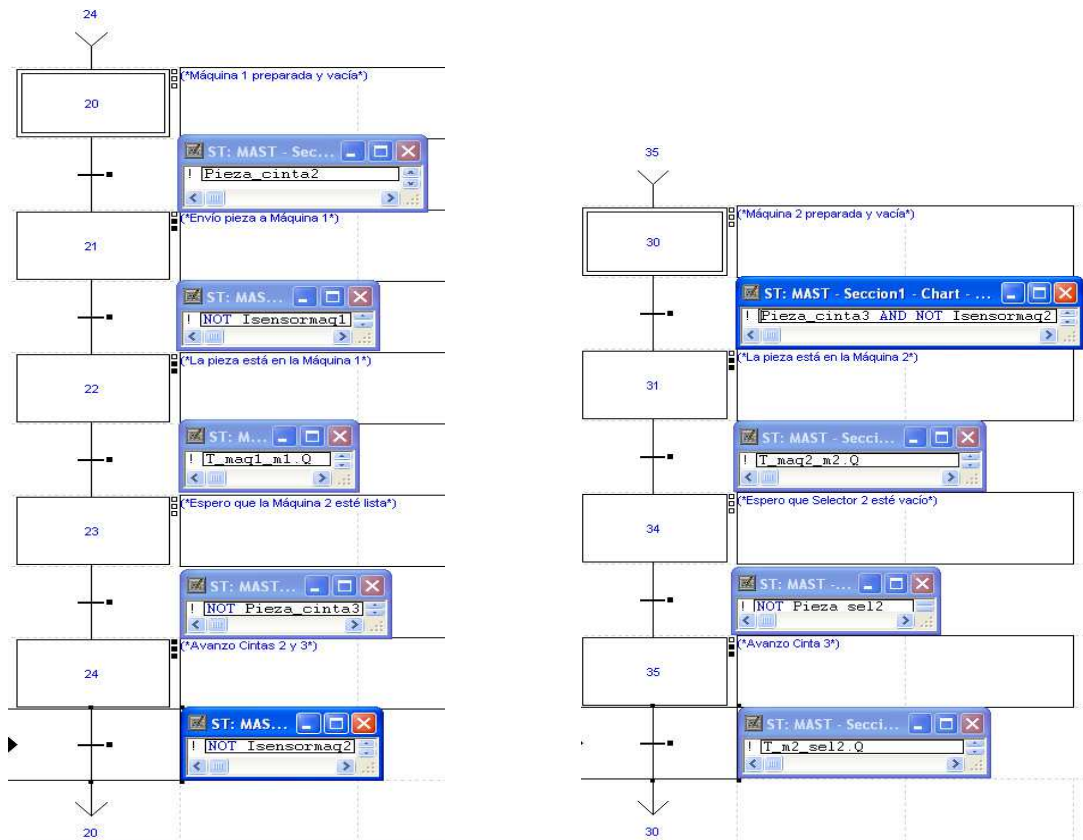 24
20
(*Máquina 1 preparada y vacía*)
ST: MAST - Sec...
! Pieza_cinta2
21
(*Envío pieza a Máquina 1*)
ST: MAS...
! NOT Isensormaq1
22
(*La pieza está en la Máquina 1*)
ST: M...
! T_maq1_m1.Q
23
(*Espero que la Máquina 2 esté lista*)
ST: MAST...
! NOT Pieza_cinta3
24
(*Avanzo Cintas 2 y 3*)
ST: MAS...
! NOT Isensormaq2
20
35
30
(*Máquina 2 preparada y vacía*)
ST: MAST - Seccion1 - Chart - ...
! Pieza_cinta3 AND NOT Isensormaq2
31
(*La pieza está en la Máquina 2*)
ST: MAST - Secci...
! T_maq2_m2.Q
34
(*Espero que Selector 2 esté vacío*)
ST: MAST -...
! NOT Pieza_sel2
35
(*Avanzo Cinta 3*)
ST: MAST - Secci...
! T_m2_sel2.Q
30